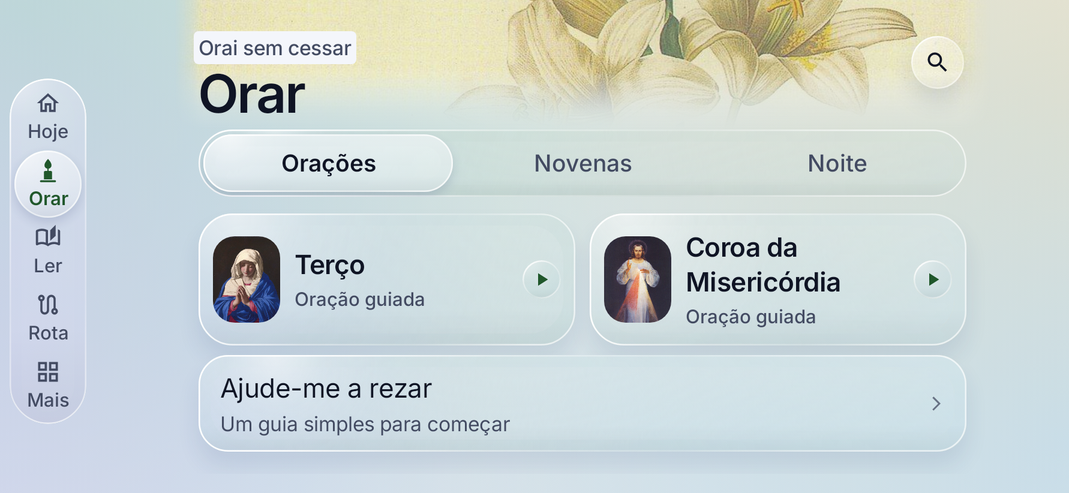 Orai sem cessar
Orar
Hoje
Orar
Ler
Rota
Mais
Orações
Novenas
Noite
Terço
Oração guiada
Coroa da
Misericórdia
Oração guiada
Ajude-me a rezar
Um guia simples para começar